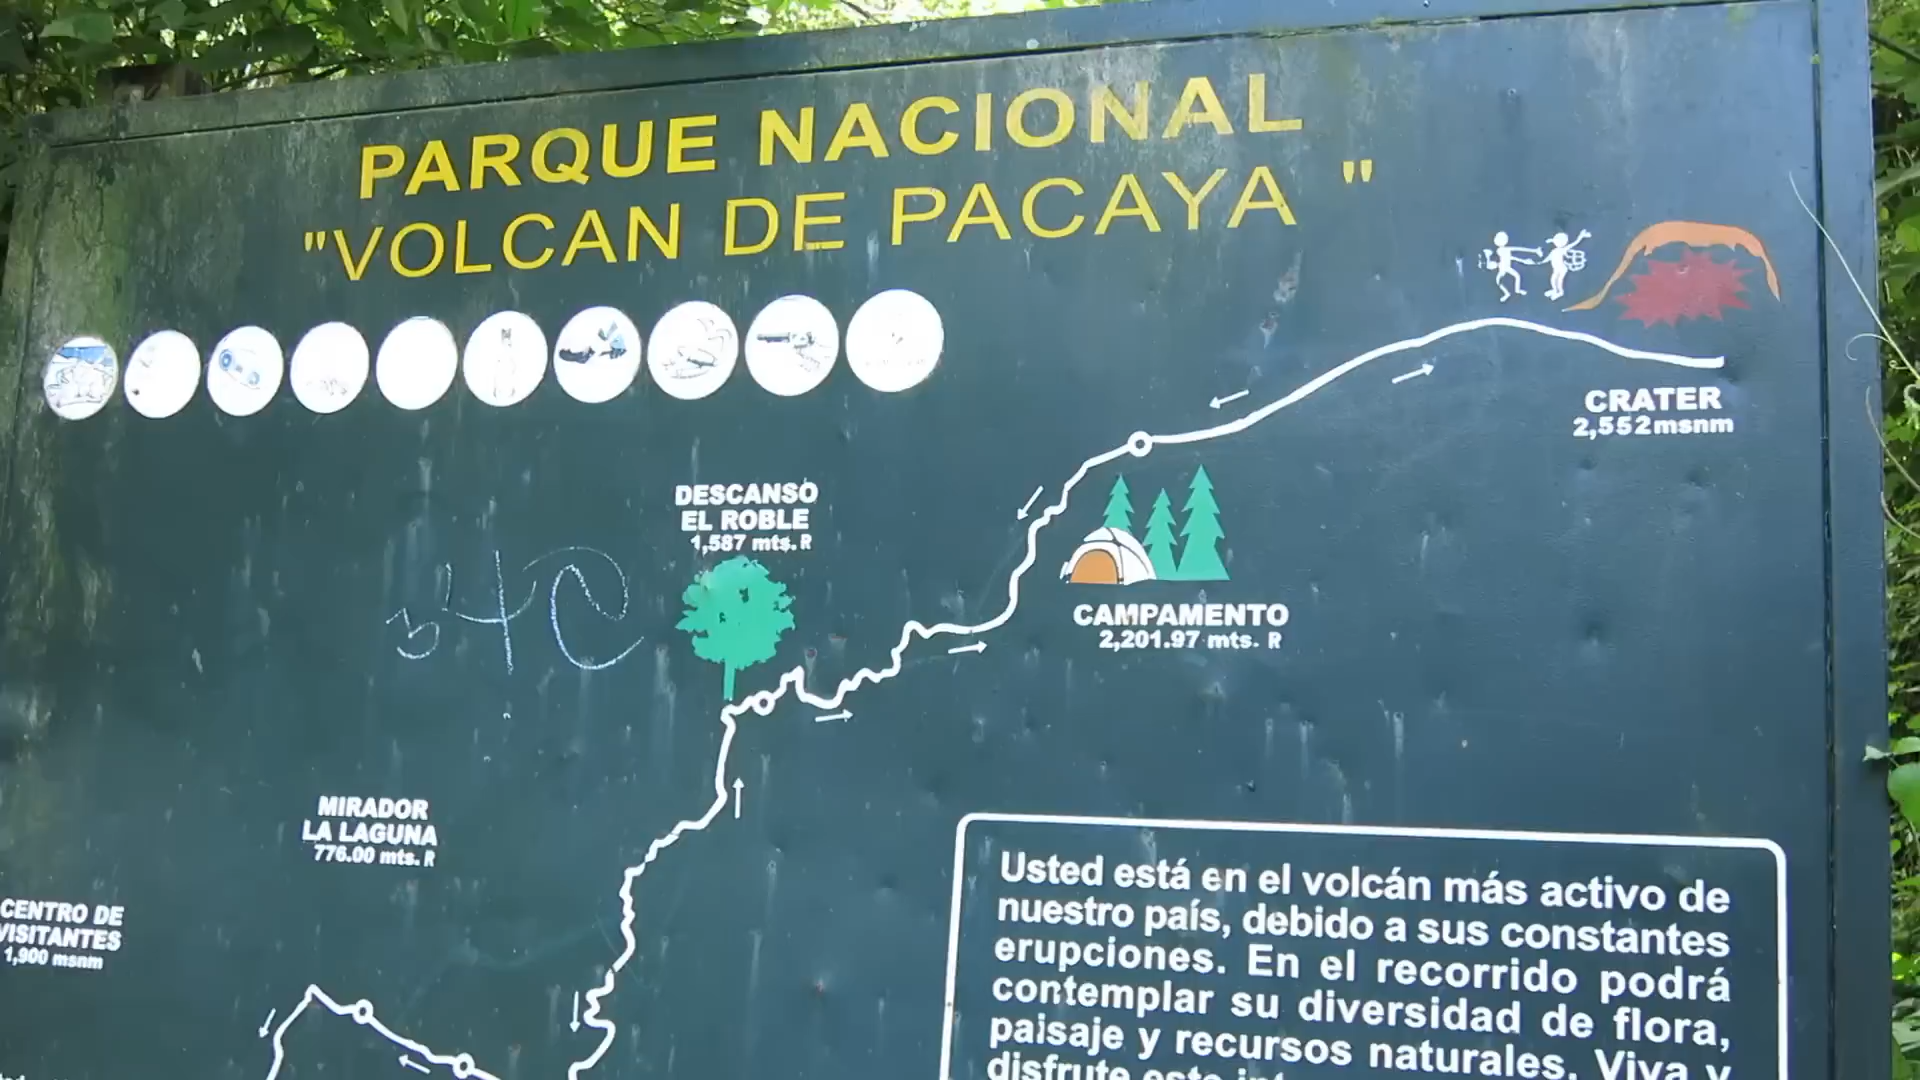 PARQUE NACIONAL
"VOLCAN DE PACAYA "
CRATER
2,552msnm
DESCANSO
EL ROBLE
1,587 mts. R
CAMPAMENTO
2,201.97 mts. R
MIRADOR
LA LAGUNA
776.00 mts. R
CENTRO DE
VISITANTES
1,900 msnm
Usted está en el volcán más activo de
nuestro país, debido a sus constantes
erupciones. En el recorrido podrá
contemplar su diversidad de flora,
paisaje y recursos naturales. Viva y
disfrute este